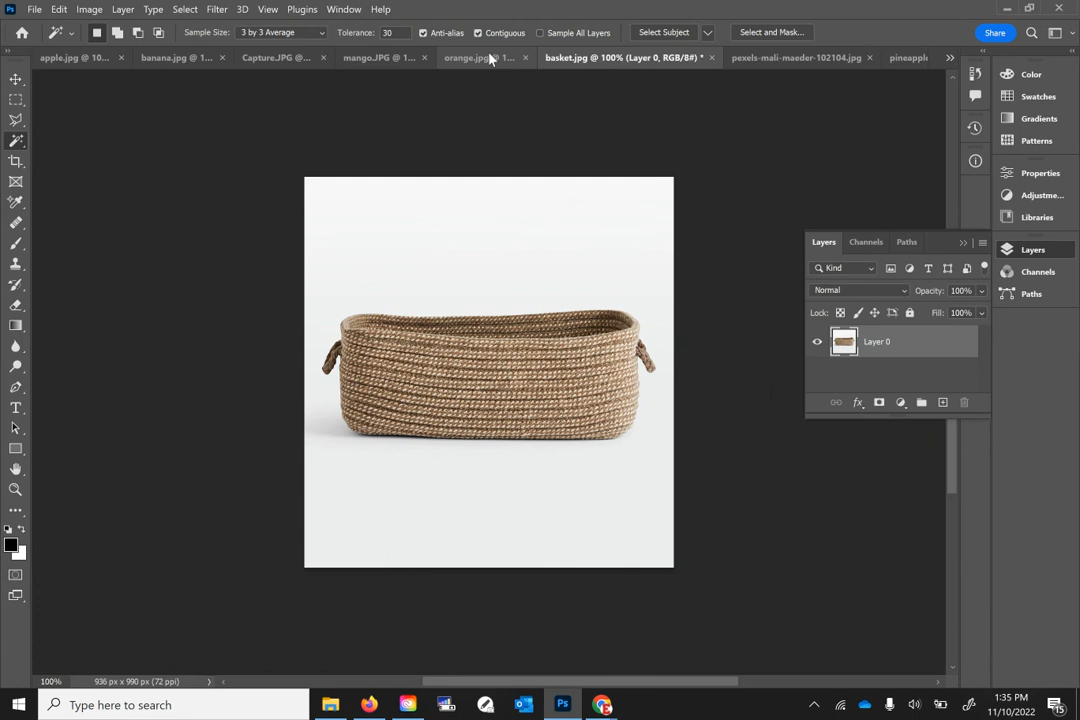 Ps File Edit Image Layer Type Select Filter 3D View Plugins Window Help
Sample Size: 3 by 3 Average Tolerance: 30 Anti-alias Contiguous Sample All Layers Select Subject Select and Mask... Share
apple.jpg @ 10... × banana.jpg @ 1... × Capture.JPG @... × mango.JPG @ 1... × orange.jpg @ 1... × basket.jpg @ 100% (Layer 0, RGB/8#) * × pexels-mali-maeder-102104.jpg × pineapple
Color
Swatches
Gradients
Patterns
Properties
Adjustme...
Libraries
Layers
Channels
Paths
Layers Channels Paths
Kind
Normal Opacity: 100%
Lock: Fill: 100%
Layer 0
fx
100% 936 px x 990 px (72 ppi)
Type here to search
Ps
1:35 PM
11/10/2022
15